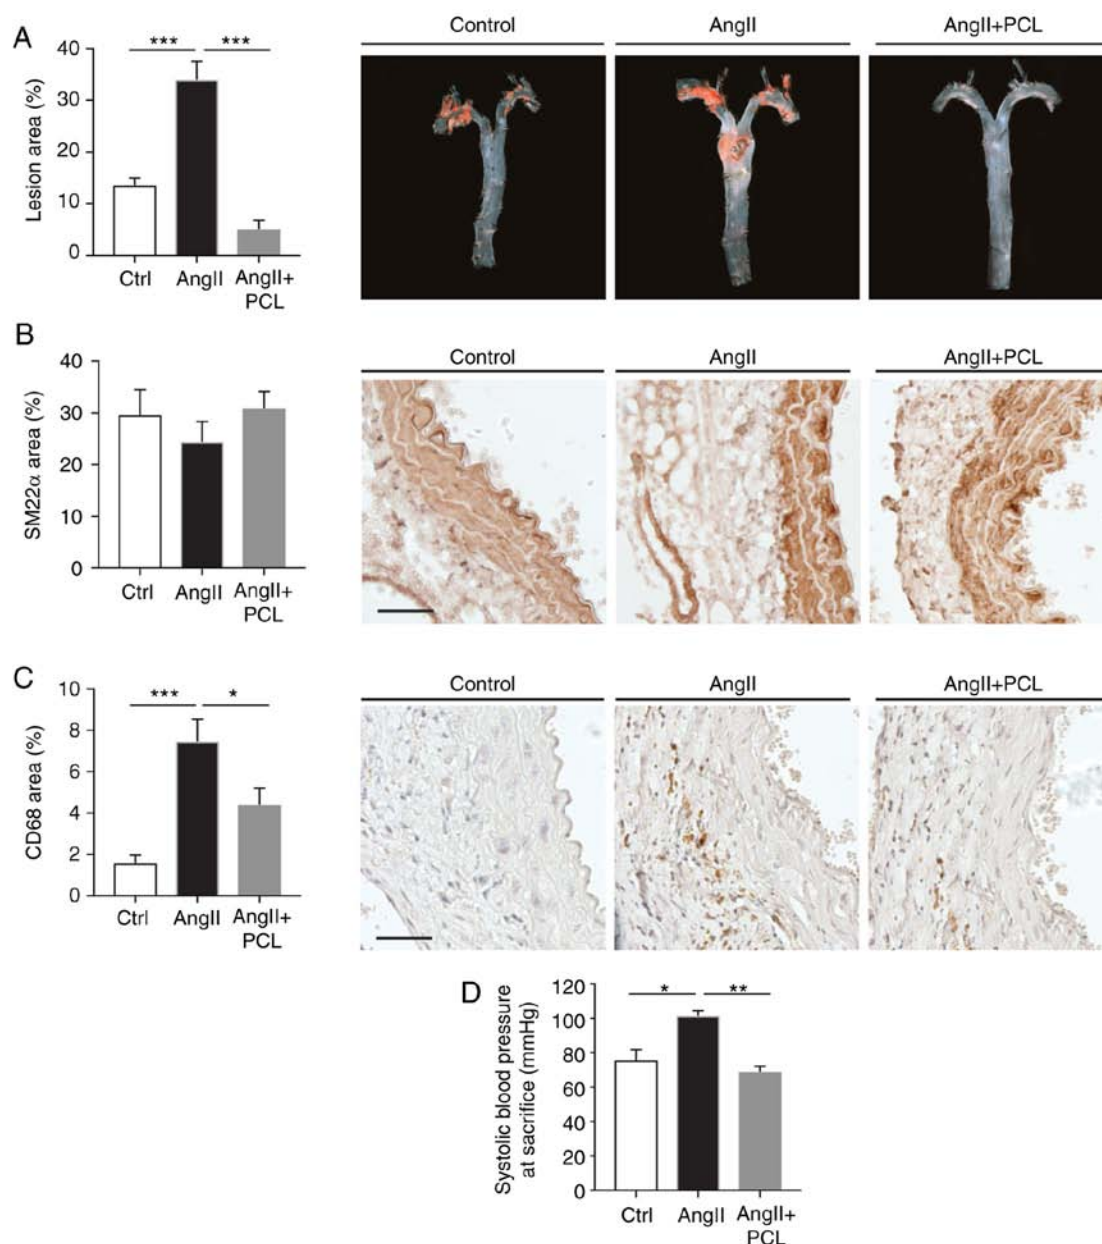 A
Lesion area (%)
40
30
20
10
0
*** ***
Ctrl AngII AngII+
PCL
Control AngII AngII+PCL
B
SM22α area (%)
40
30
20
10
0
Ctrl AngII AngII+
PCL
Control AngII AngII+PCL
C
CD68 area (%)
10
8
6
4
2
0
*** *
Ctrl AngII AngII+
PCL
Control AngII AngII+PCL
D
Systolic blood pressure
at sacrifice (mmHg)
120
100
80
60
40
20
0
* **
Ctrl AngII AngII+
PCL